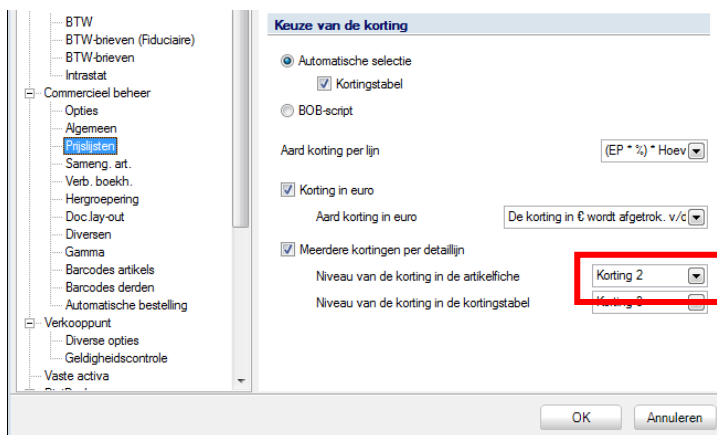 BTW
BTW-brieven (Fiduciaire)
BTW-brieven
Intrastat
Commercieel beheer
Opties
Algemeen
Prijslijsten
Sameng. art.
Verb. boekh.
Hergroepering
Doc.lay-out
Diversen
Gamma
Barcodes artikels
Barcodes derden
Automatische bestelling
Verkooppunt
Diverse opties
Geldigheidscontrole
Vaste activa
Keuze van de korting
Automatische selectie
Kortingstabel
BOB-script
Aard korting per lijn (EP * %) * Hoev
Korting in euro
Aard korting in euro De korting in € wordt afgetrok. v/c
Meerdere kortingen per detaillijn
Niveau van de korting in de artikelfiche Korting 2
Niveau van de korting in de kortingstabel Korting
OK Annuleren